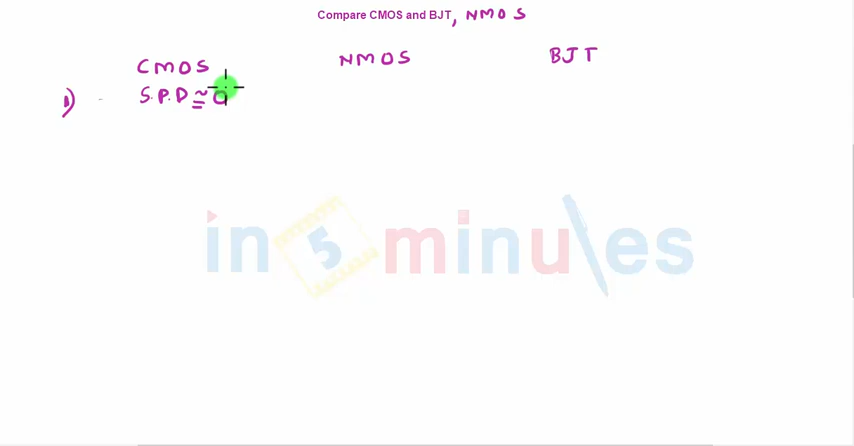 Compare CMOS and BJT, NMOS
CMOS NMOS BJT
1) S.P.D ≅ 0
in 5 minutes